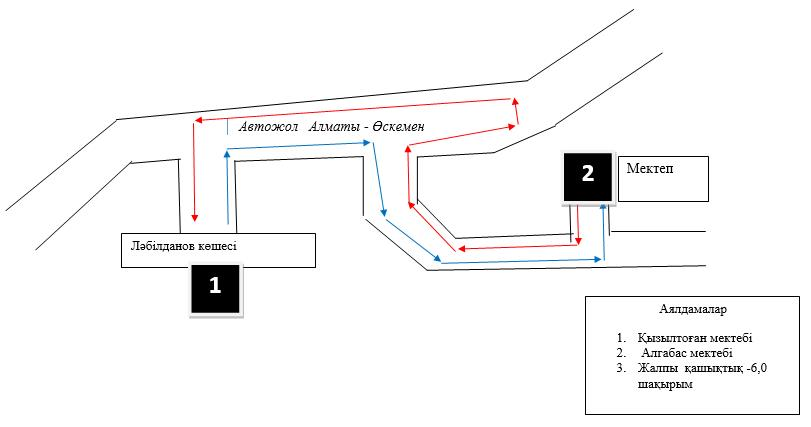 Автожол Алматы - Өскемен
2
Мектеп
Ләбілданов көшесі
1
Аялдамалар
1. Қызылтоған мектебі
2. Алгабас мектебі
3. Жалпы қашықтық -6,0
шақырым